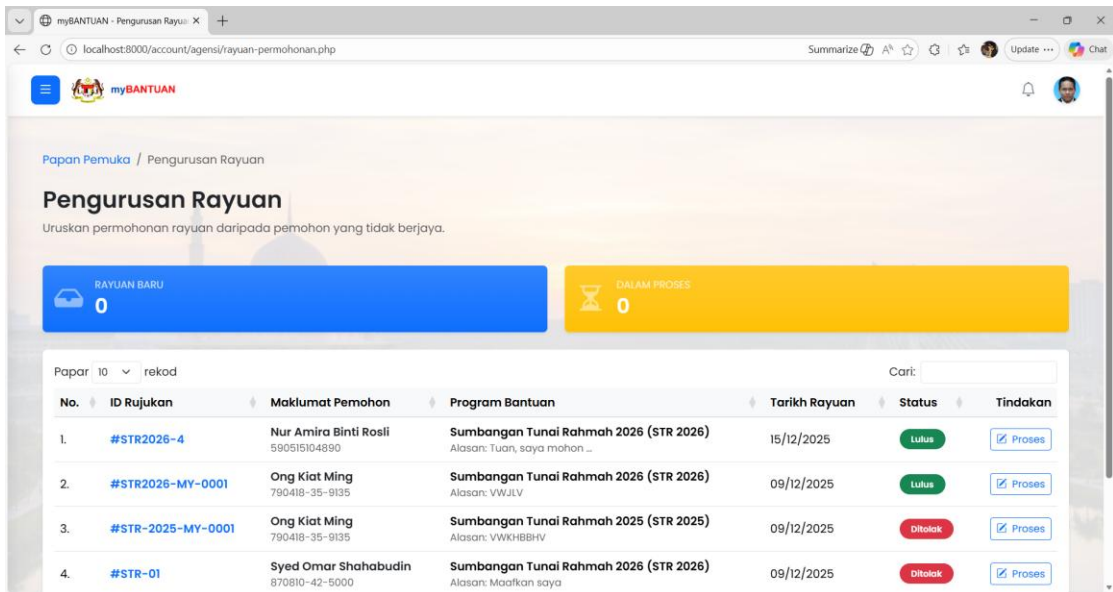 myBANTUAN - Pengurusan Rayua
localhost:8000/account/agensi/rayuan-permohonan.php
Summarize
Update
Chat
myBANTUAN
Papan Pemuka / Pengurusan Rayuan
Pengurusan Rayuan
Uruskan permohonan rayuan daripada pemohon yang tidak berjaya.
RAYUAN BARU
0
DALAM PROSES
0
Papar 10 rekod
Cari:
No. ID Rujukan Maklumat Pemohon Program Bantuan Tarikh Rayuan Status Tindakan
1. #STR2026-4 Nur Amira Binti Rosli Sumbangan Tunai Rahmah 2026 (STR 2026) 15/12/2025 Lulus Proses
590515104890 Alasan: Tuan, saya mohon ...
2. #STR2026-MY-0001 Ong Kiat Ming Sumbangan Tunai Rahmah 2026 (STR 2026) 09/12/2025 Lulus Proses
790418-35-9135 Alasan: VWJLV
3. #STR-2025-MY-0001 Ong Kiat Ming Sumbangan Tunai Rahmah 2025 (STR 2025) 09/12/2025 Ditolak Proses
790418-35-9135 Alasan: VWKHBBHV
4. #STR-01 Syed Omar Shahabudin Sumbangan Tunai Rahmah 2026 (STR 2026) 09/12/2025 Ditolak Proses
870810-42-5000 Alasan: Maafkan saya